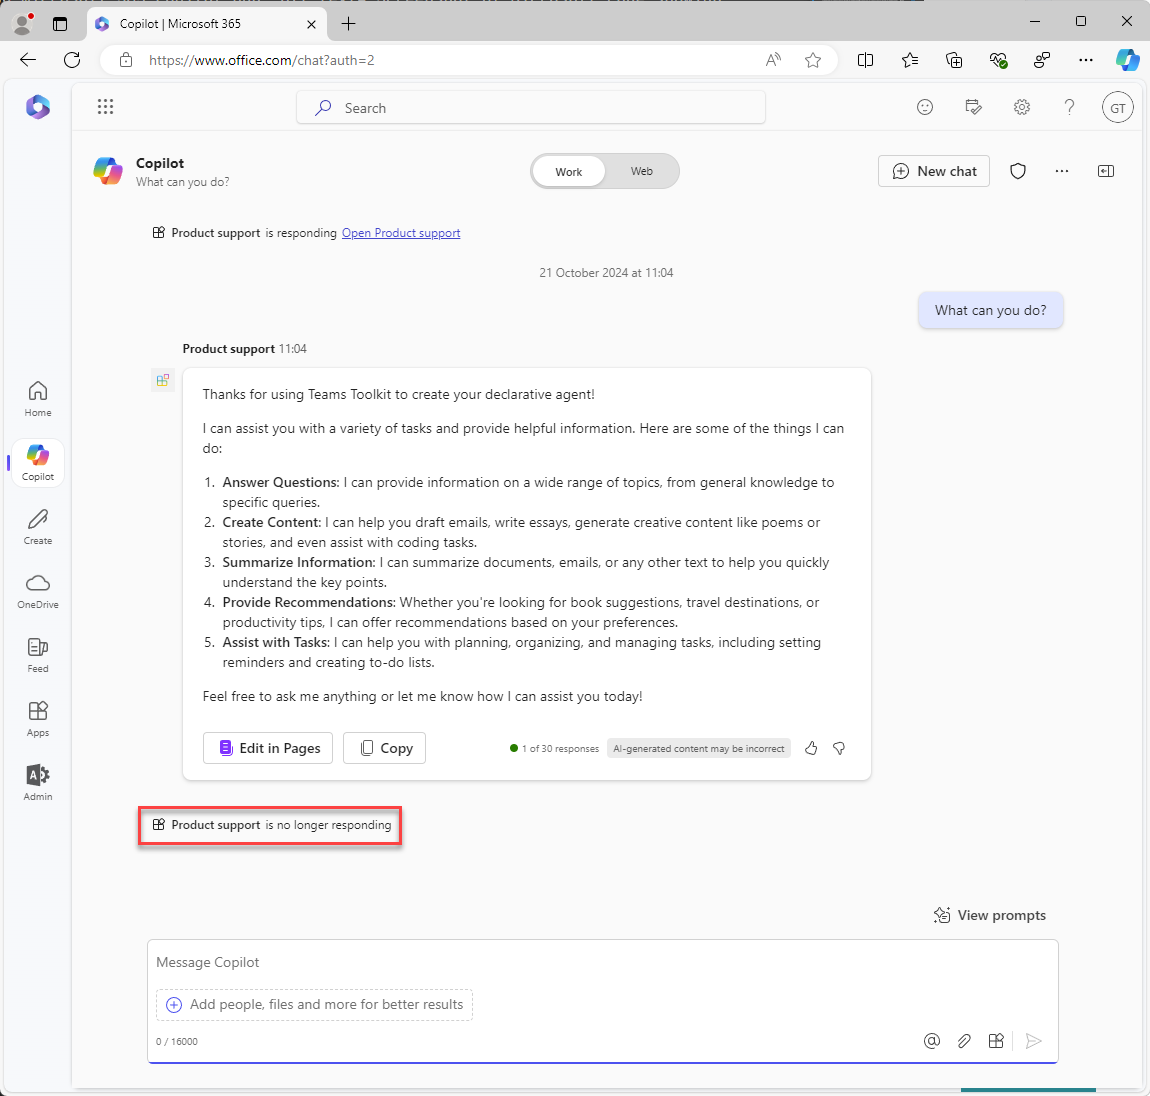 Copilot | Microsoft 365
https://www.office.com/chat?auth=2
Search
GT
Copilot
What can you do?
Work
Web
New chat
Product support is responding Open Product support
21 October 2024 at 11:04
What can you do?
Product support 11:04
Thanks for using Teams Toolkit to create your declarative agent!
I can assist you with a variety of tasks and provide helpful information. Here are some of the things I can
do:
1. Answer Questions: I can provide information on a wide range of topics, from general knowledge to
specific queries.
2. Create Content: I can help you draft emails, write essays, generate creative content like poems or
stories, and even assist with coding tasks.
3. Summarize Information: I can summarize documents, emails, or any other text to help you quickly
understand the key points.
4. Provide Recommendations: Whether you're looking for book suggestions, travel destinations, or
productivity tips, I can offer recommendations based on your preferences.
5. Assist with Tasks: I can help you with planning, organizing, and managing tasks, including setting
reminders and creating to-do lists.
Feel free to ask me anything or let me know how I can assist you today!
Edit in Pages
Copy
1 of 30 responses
AI-generated content may be incorrect
Product support is no longer responding
View prompts
Message Copilot
Add people, files and more for better results
0 / 16000
Home
Copilot
Create
OneDrive
Feed
Apps
Admin